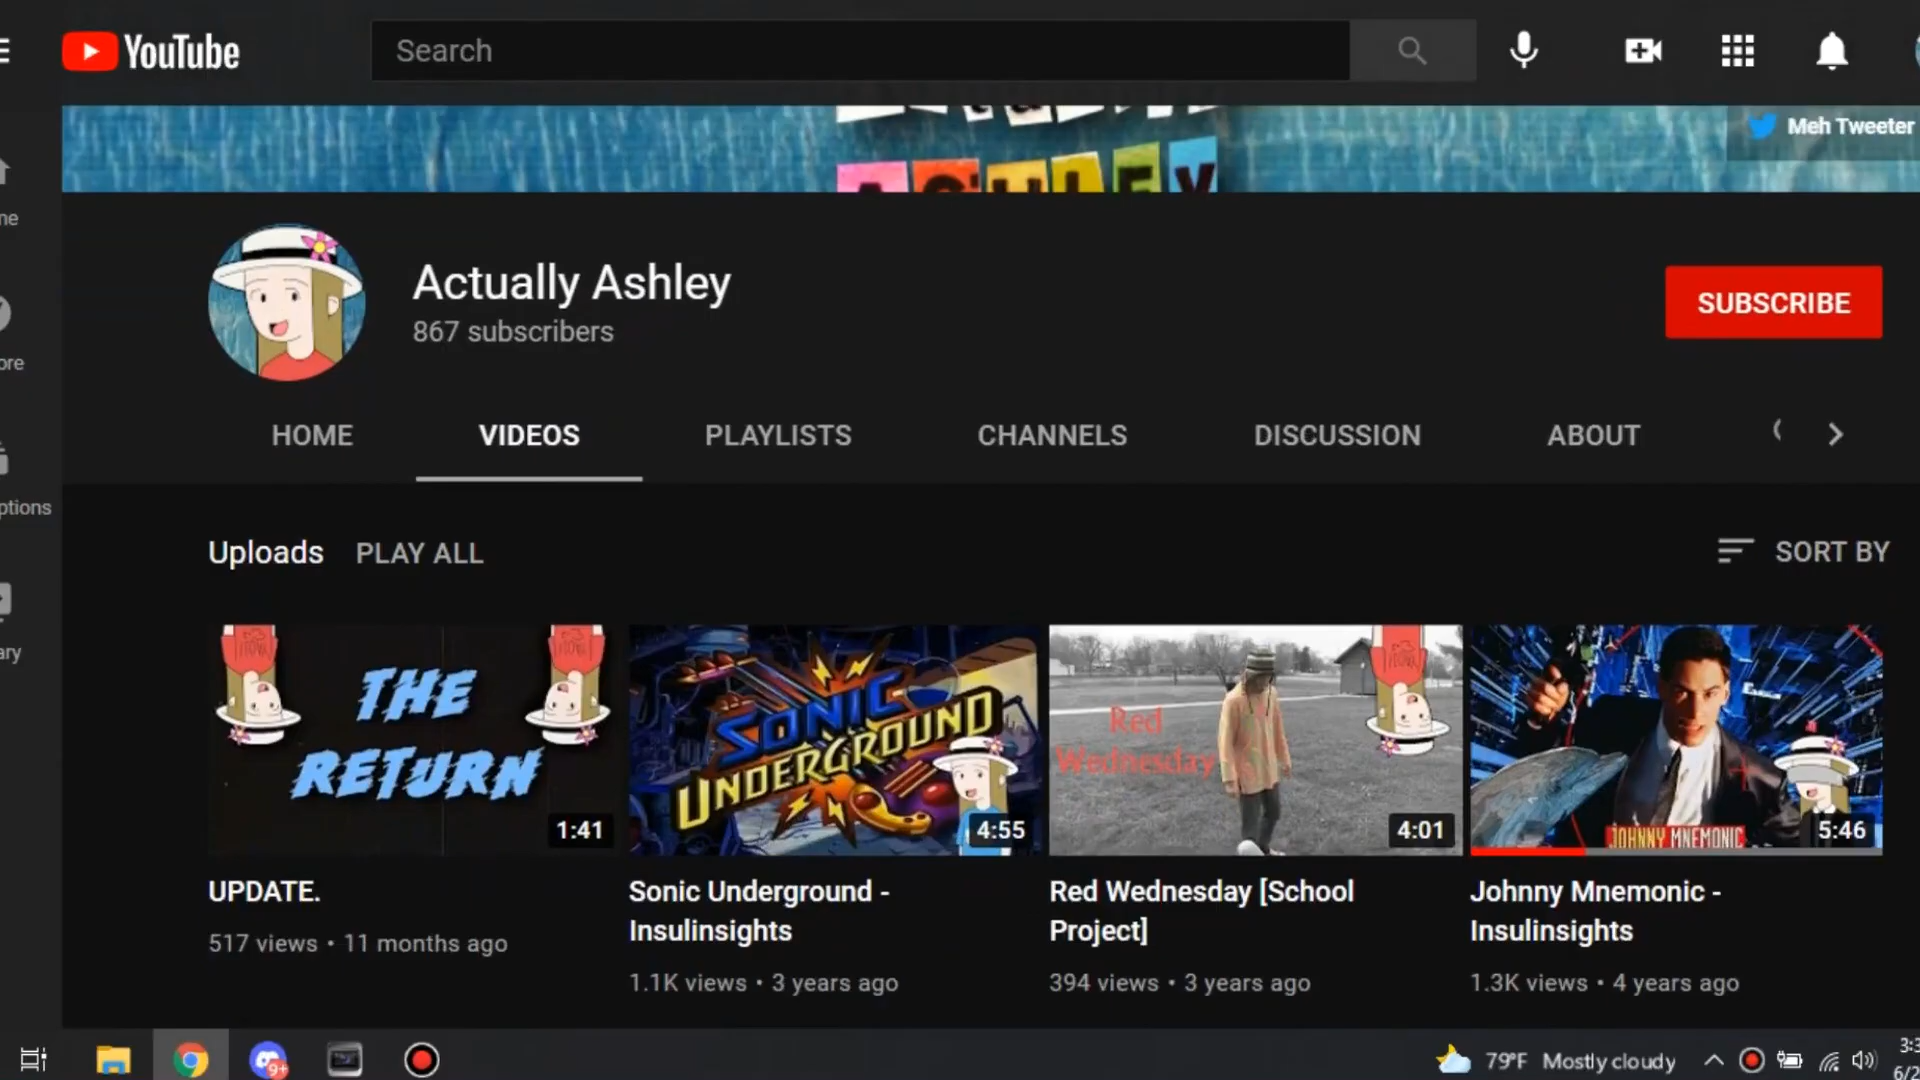 YouTube
Search
ASHLEY
Meh Tweeter
Actually Ashley
867 subscribers
SUBSCRIBE
HOME VIDEOS PLAYLISTS CHANNELS DISCUSSION ABOUT
Uploads PLAY ALL
SORT BY
THE
RETURN
1:41
SONIC
UNDERGROUND
4:55
Red
Wednesday
4:01
JOHNNY MNEMONIC
5:46
UPDATE.
517 views • 11 months ago
Sonic Underground -
Insulinsights
1.1K views • 3 years ago
Red Wednesday [School
Project]
394 views • 3 years ago
Johnny Mnemonic -
Insulinsights
1.3K views • 4 years ago
9+
79°F Mostly cloudy